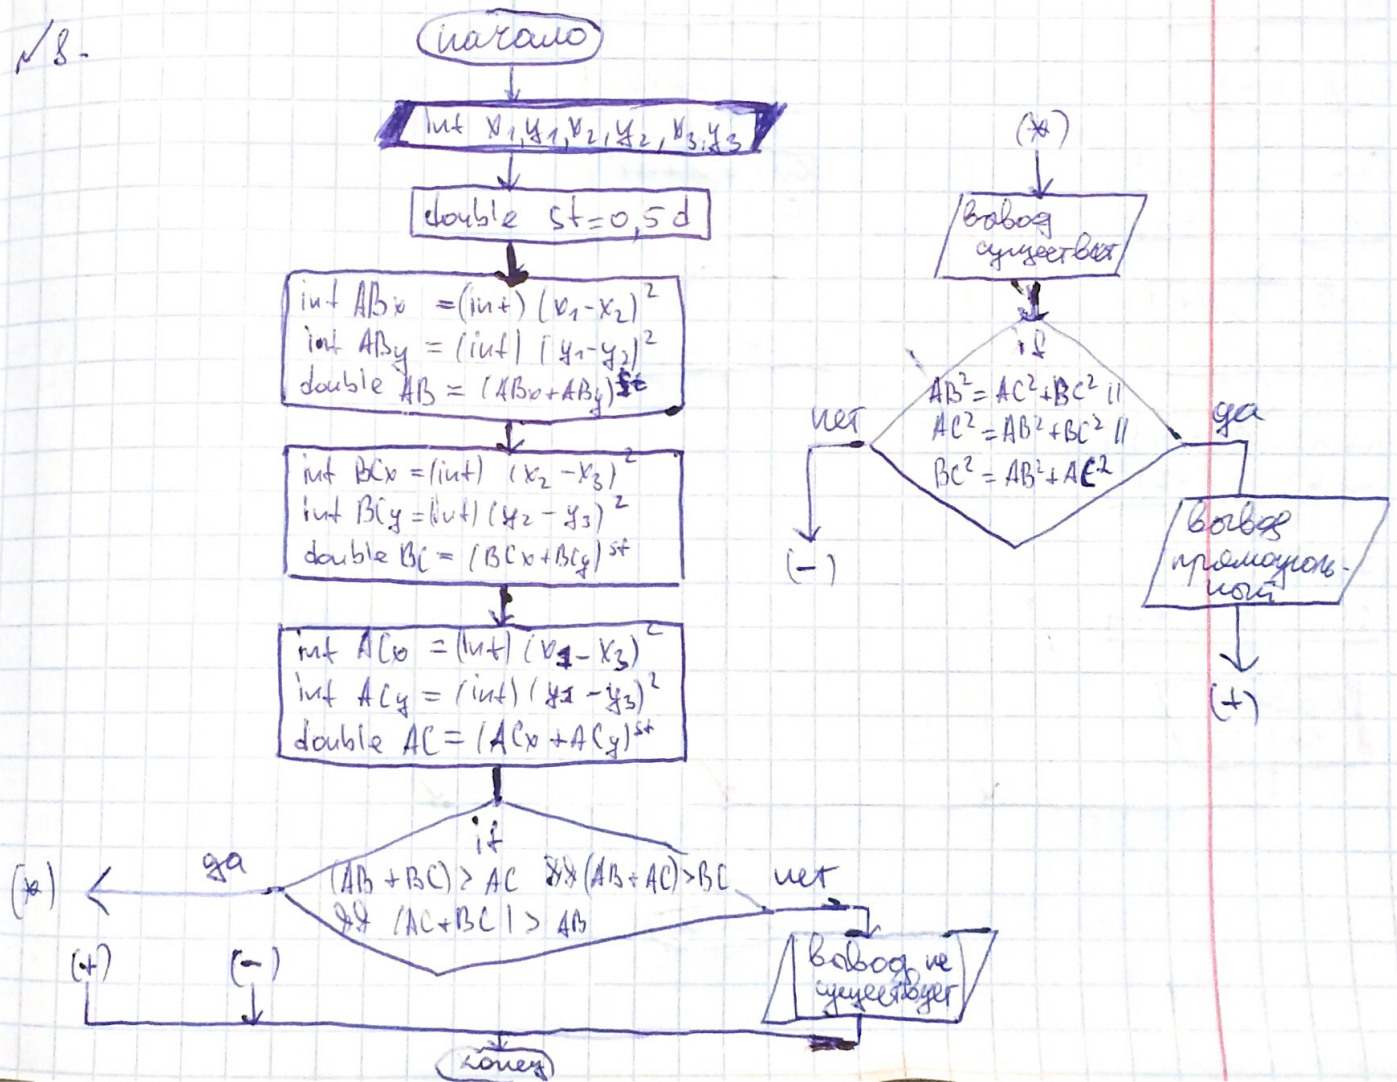 №8.
начало
int x1,y1,x2,y2,x3,y3
double st=0,5d
int ABx =(int) (x1-x2)²
int ABy = (int) (y1-y2)²
double AB = (ABx+ABy)^st
int BCx =(int) (x2-x3)²
int BCy =(int) (y2-y3)²
double BC = (BCx+BCy)^st
int ACx = (int) (x1-x3)²
int ACy = (int) (y1-y3)²
double AC = (ACx+ACy)^st
if
(AB+BC)> AC && (AB+AC)>BC
&& (AC+BC)> AB
да
нет
(*)
вывод не
существует
(+)
(-)
конец
(*)
вывод
существует
if
AB²=AC²+BC² ||
AC²=AB²+BC² ||
BC²=AB²+AC²
нет
да
(-)
вывод
прямоуголь-
ный
(+)